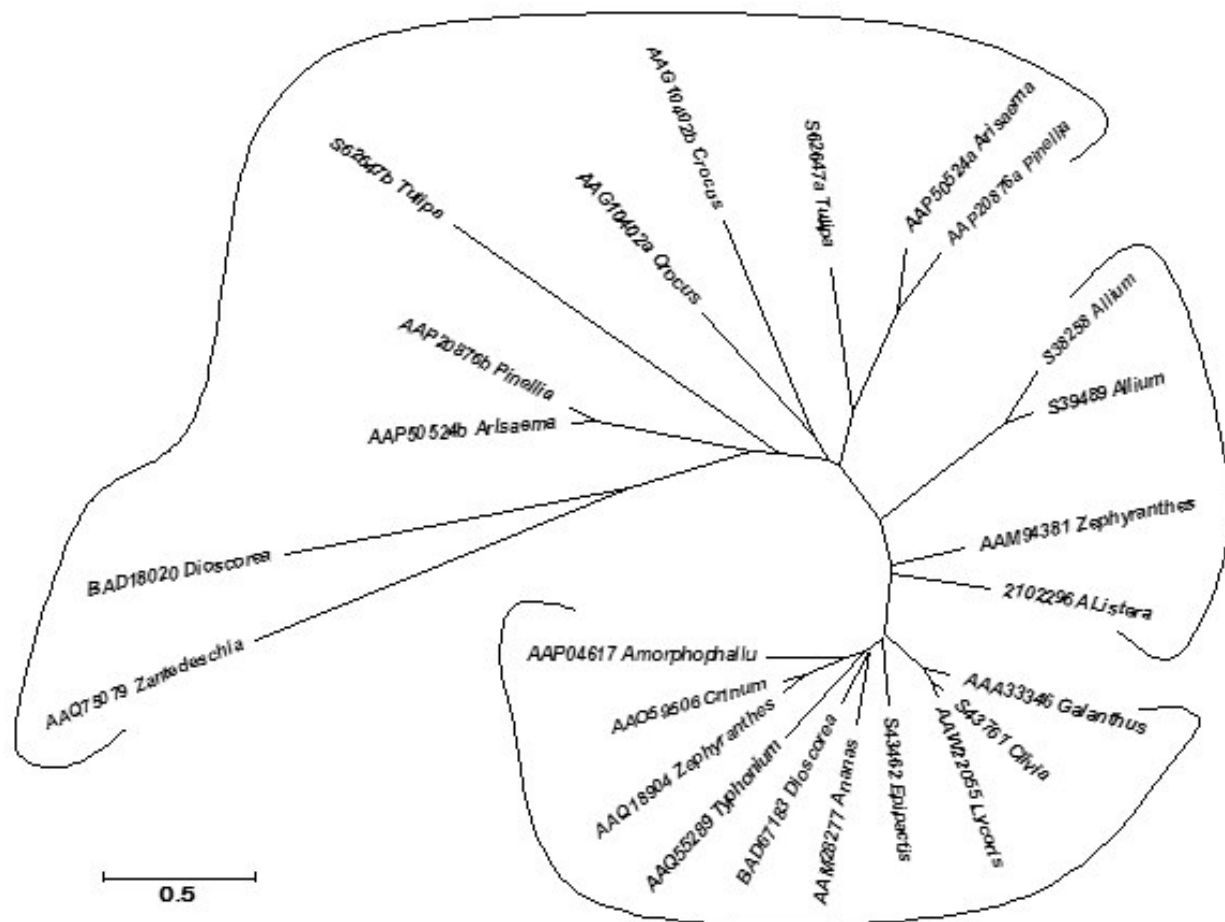 AAG10402b Crocus
S62647a Tulipa
AAP50524a Arisaema
AAP20876a Pinellia
S62647b Tulipa
AAG10402a Crocus
S38258 Allium
S39489 Allium
AAP20876b Pinellia
AAP50524b Arisaema
AAM94381 Zephyranthes
BAD18020 Dioscorea
2102296A Listera
AAP04617 Amorphophallu
AAQ75079 Zantedeschia
AAA33346 Galanthus
AAO59506 Crinum
S43761 Clivia
AAQ18904 Zephyranthes
AAW22055 Lycoris
AAQ55289 Typhonium
BAD67183 Dioscorea
AAM28277 Ananas
S43462 Epipactis
0.5